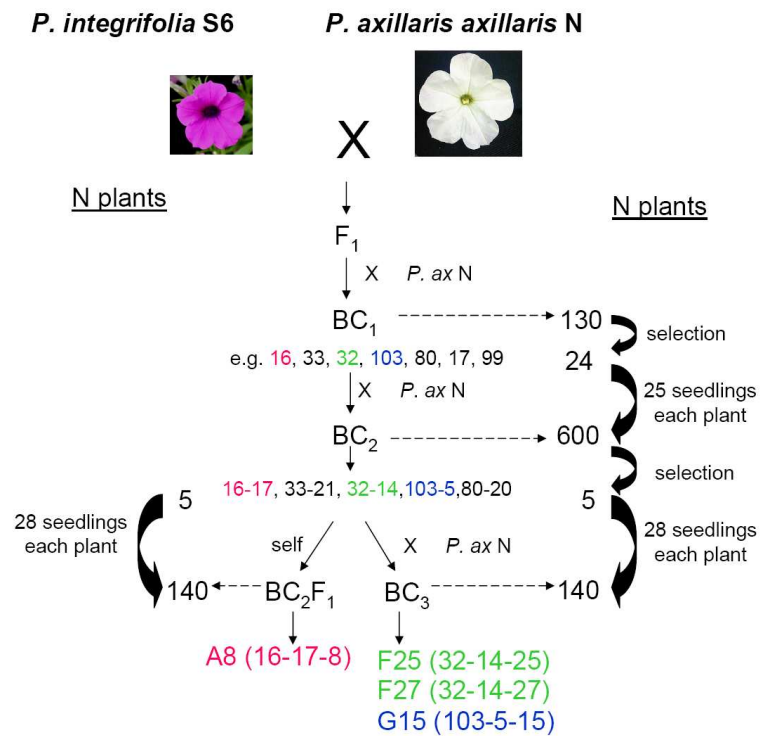 P. integrifolia S6 P. axillaris axillaris N
X
N plants N plants
F1
X P. ax N
BC1 130
selection
e.g. 16, 33, 32, 103, 80, 17, 99 24
X P. ax N
25 seedlings
each plant
BC2 600
selection
5 16-17, 33-21, 32-14,103-5,80-20 5
28 seedlings
each plant
28 seedlings
each plant
self X P. ax N
140 BC2F1 BC3 140
A8 (16-17-8) F25 (32-14-25)
F27 (32-14-27)
G15 (103-5-15)